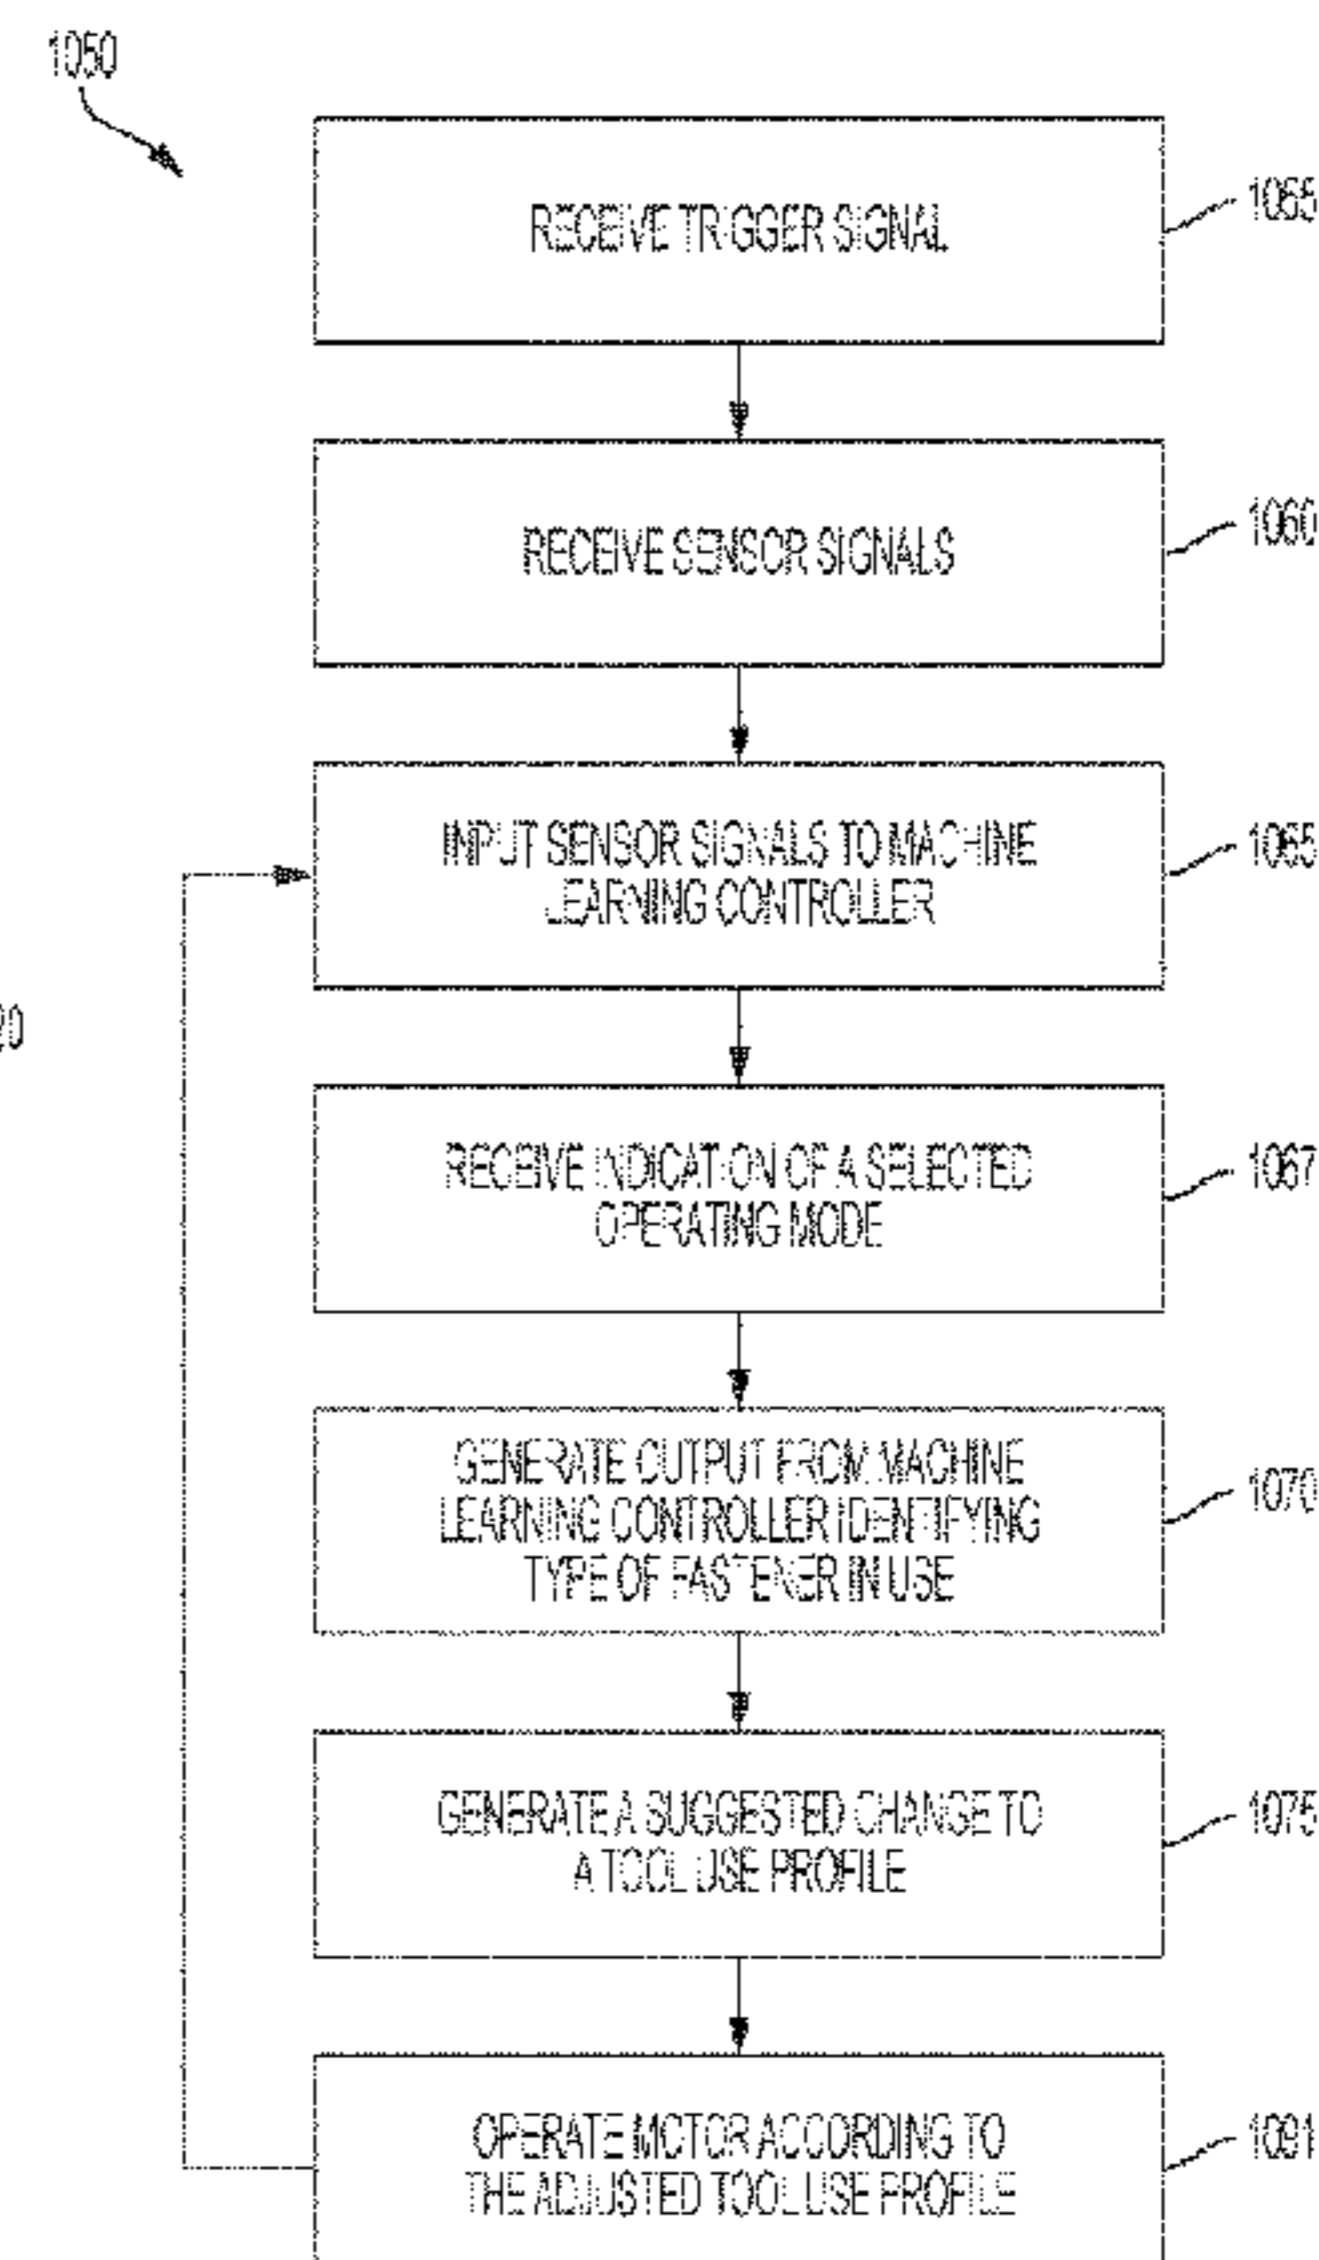 1050
RECEIVE TRIGGER SIGNAL
1055
RECEIVE SENSOR SIGNALS
1060
INPUT SENSOR SIGNALS TO MACHINE
LEARNING CONTROLLER
1065
20
RECEIVE INDICATION OF A SELECTED
OPERATING MODE
1067
GENERATE OUTPUT FROM MACHINE
LEARNING CONTROLLER IDENTIFYING
TYPE OF FASTENER IN USE
1070
GENERATE A SUGGESTED CHANGE TO
A TOOL USE PROFILE
1075
OPERATE MOTOR ACCORDING TO
THE ADJUSTED TOOL USE PROFILE
1091